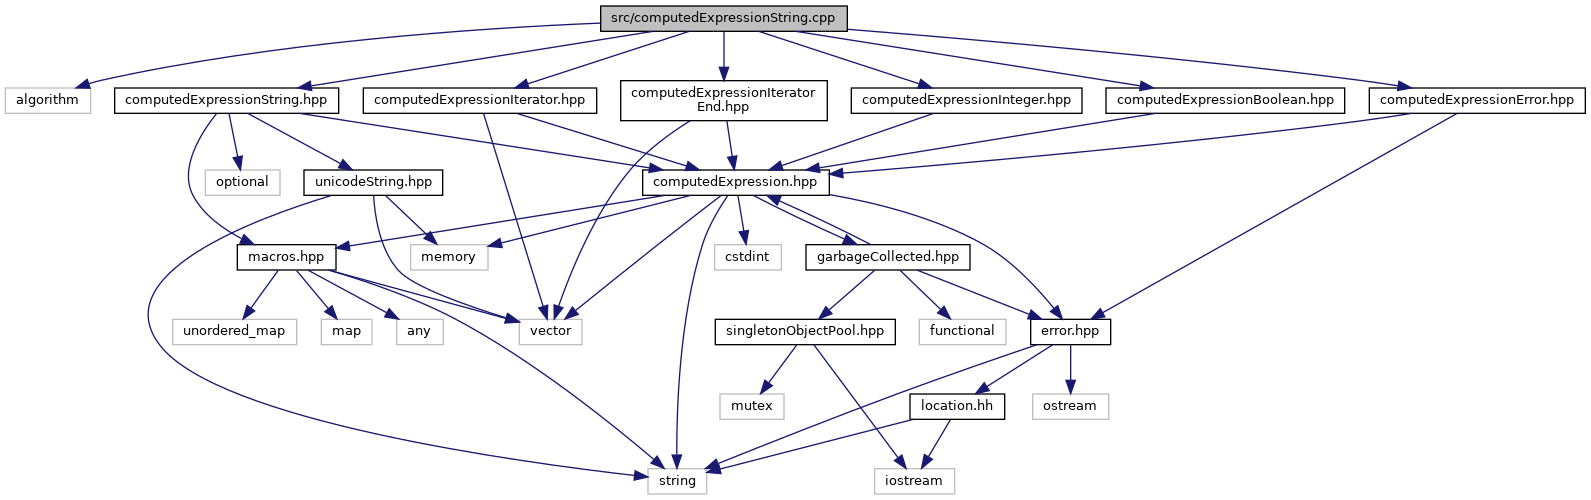 src/computedExpressionString.cpp
algorithm
computedExpressionString.hpp
computedExpressionIterator.hpp
computedExpressionIterator
End.hpp
computedExpressionInteger.hpp
computedExpressionBoolean.hpp
computedExpressionError.hpp
optional
unicodeString.hpp
computedExpression.hpp
macros.hpp
memory
cstdint
garbageCollected.hpp
unordered_map
map
any
vector
singletonObjectPool.hpp
functional
error.hpp
mutex
location.hh
ostream
string
iostream